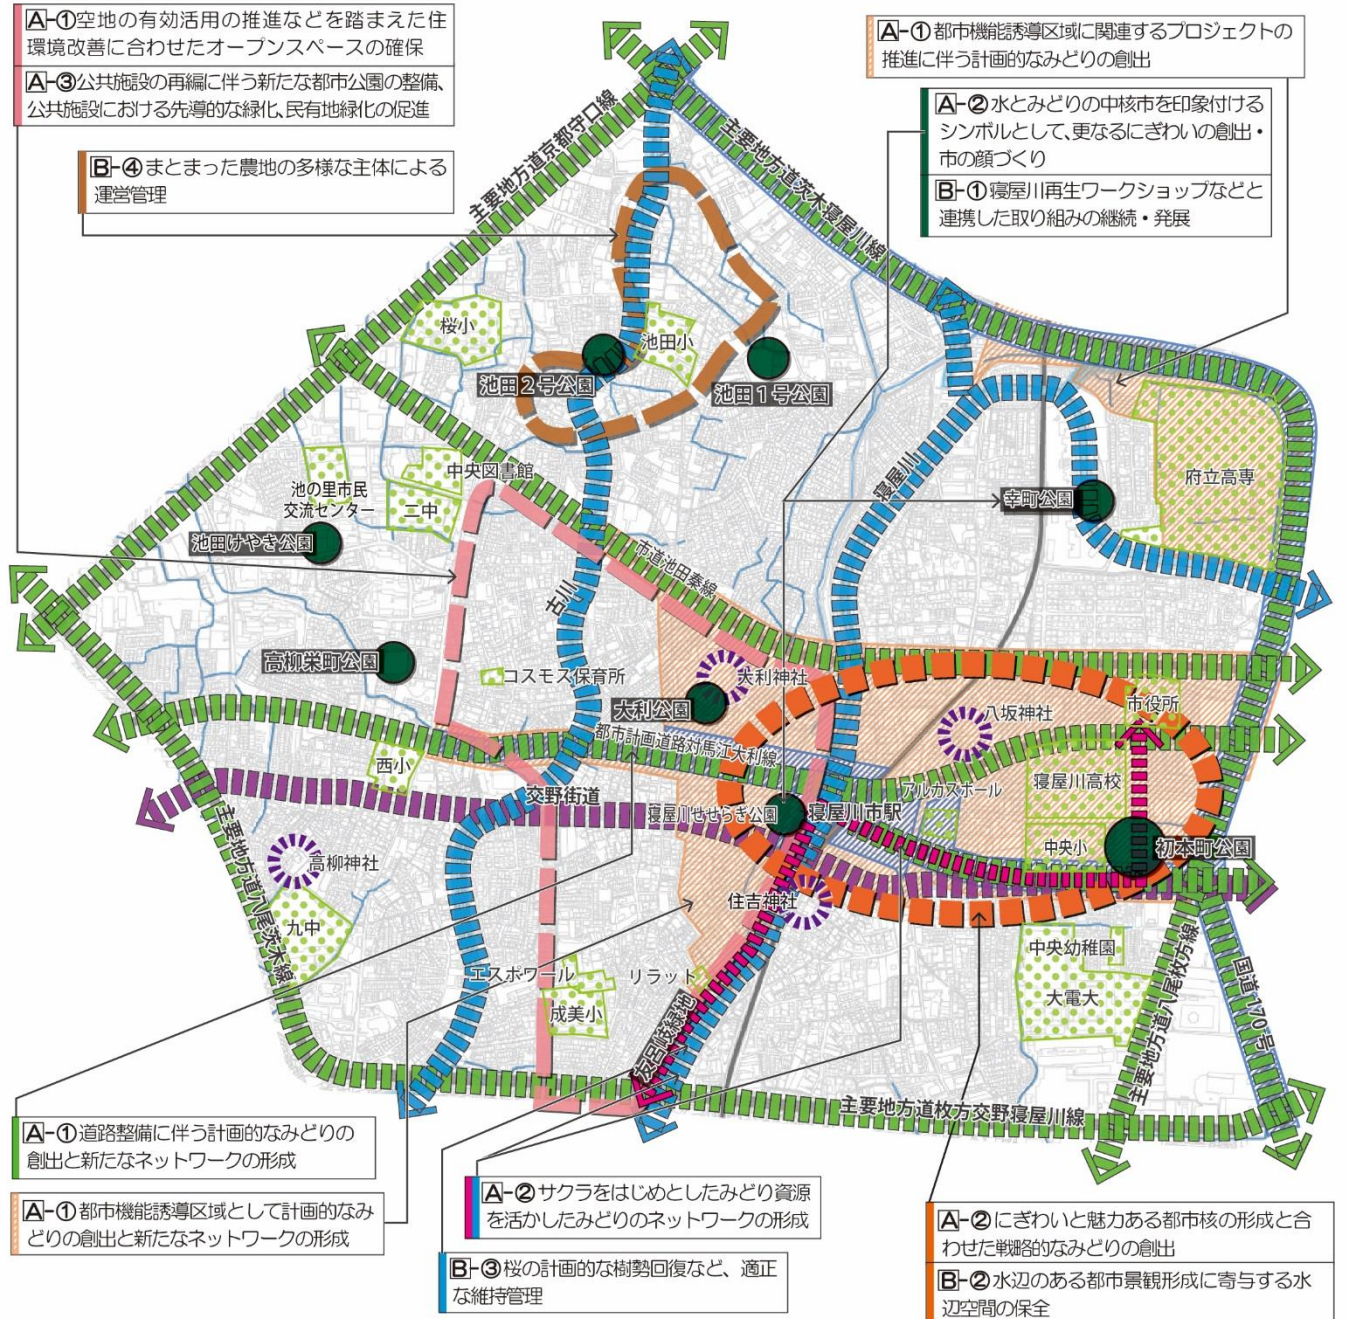 A-①空地の有効活用の推進などを踏まえた住
環境改善に合わせたオープンスペースの確保
A-③公共施設の再編に伴う新たな都市公園の整備、
公共施設における先導的な緑化、民有地緑化の促進
B-④まとまった農地の多様な主体による
運営管理
A-①都市機能誘導区域に関連するプロジェクトの
推進に伴う計画的なみどりの創出
A-②水とみどりの中核市を印象付ける
シンボルとして、更なるにぎわいの創出・
市の顔づくり
B-①寝屋川再生ワークショップなどと
連携した取り組みの継続・発展
主要地方道京都守口線
主要地方道茨木寝屋川線
桜小
池田小
池田2号公園
池田1号公園
中央図書館
池の里市民
交流センター
二中
池田けやき公園
寝屋川
幸町公園
府立高専
市道池田秦線
古川
高柳栄町公園
コスモス保育所
大利神社
大利公園
市役所
八坂神社
都市計画道路対馬江大利線
西小
交野街道
アルカスホール
寝屋川高校
寝屋川せせらぎ公園
寝屋川市駅
中央小
初本町公園
高柳神社
主要地方道八尾茨木線
住吉神社
九中
中央幼稚園
エスポワール
リラット
大電大
成美小
友呂岐緑地
主要地方道八尾枚方線
国道170号
主要地方道枚方交野寝屋川線
A-①道路整備に伴う計画的なみどりの
創出と新たなネットワークの形成
A-①都市機能誘導区域として計画的なみ
どりの創出と新たなネットワークの形成
A-②サクラをはじめとしたみどり資源
を活かしたみどりのネットワークの形成
B-③桜の計画的な樹勢回復など、適正
な維持管理
A-②にぎわいと魅力ある都市核の形成と合
わせた戦略的なみどりの創出
B-②水辺のある都市景観形成に寄与する水
辺空間の保全